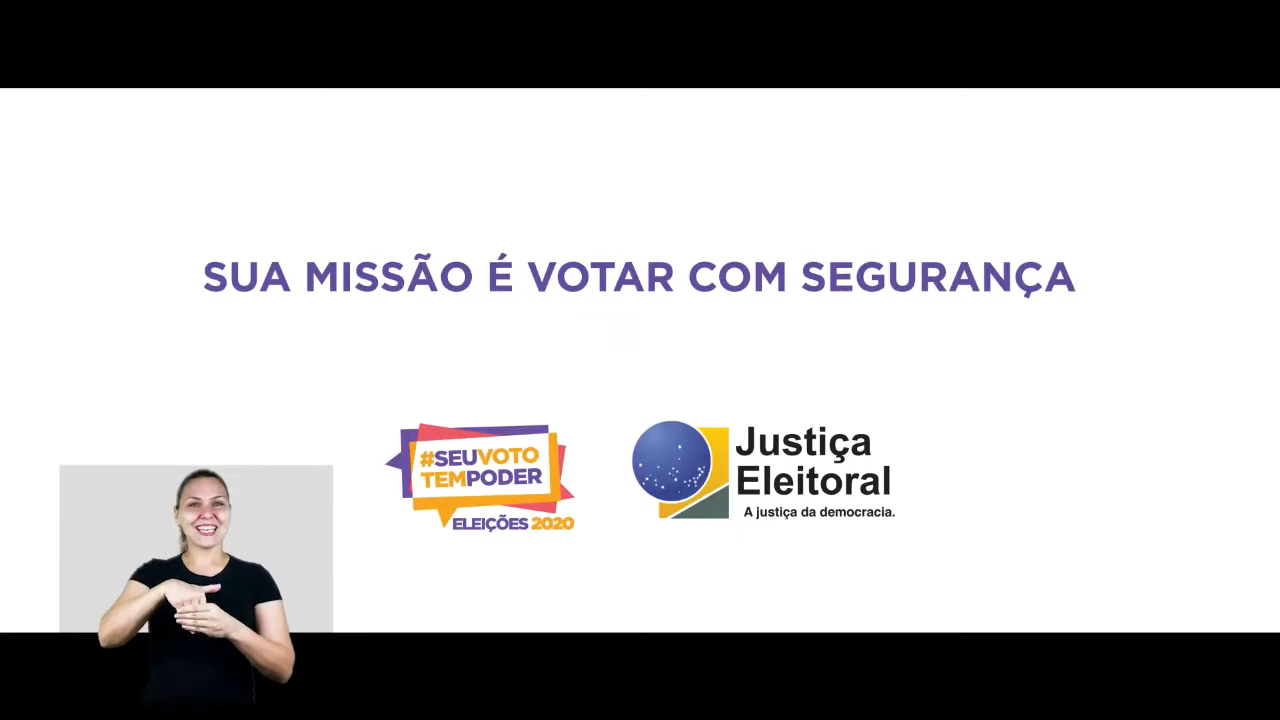 SUA MISSÃO É VOTAR COM SEGURANÇA
#SEUVOTO
TEMPODER
ELEIÇÕES 2020
Justiça
Eleitoral
A justiça da democracia.